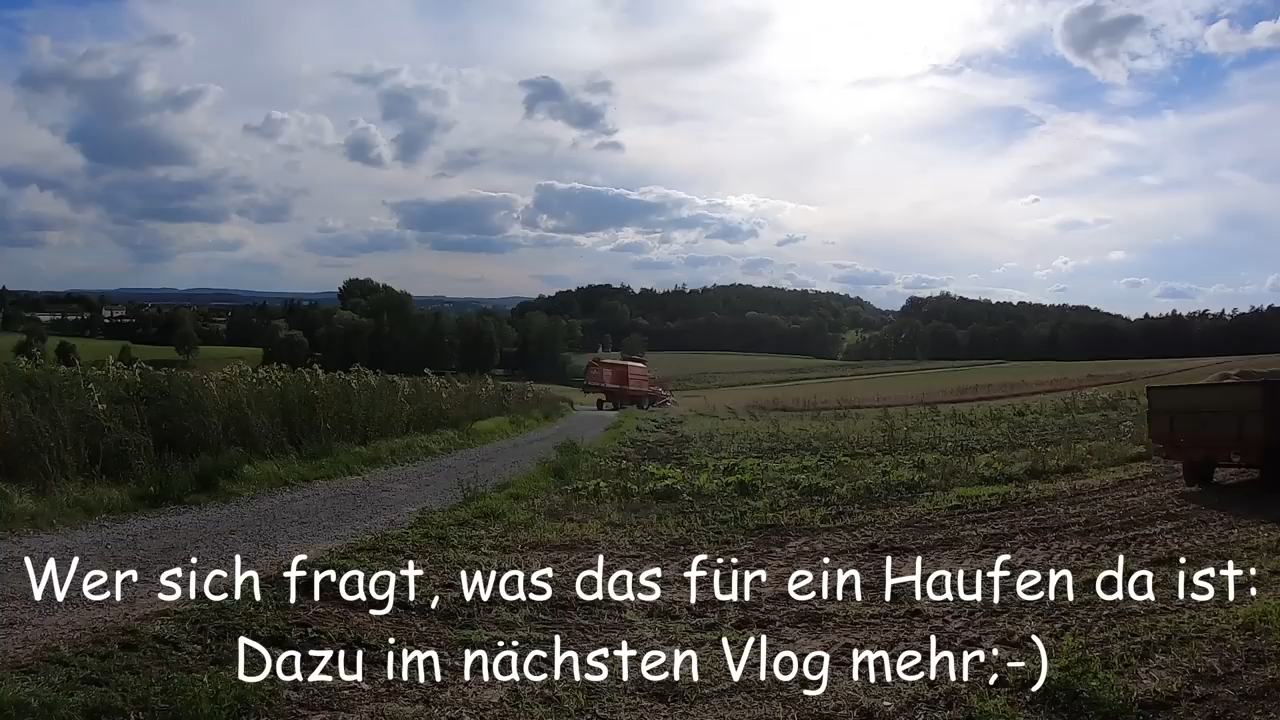 Wer sich fragt, was das für ein Haufen da ist:
Dazu im nächsten Vlog mehr;-)